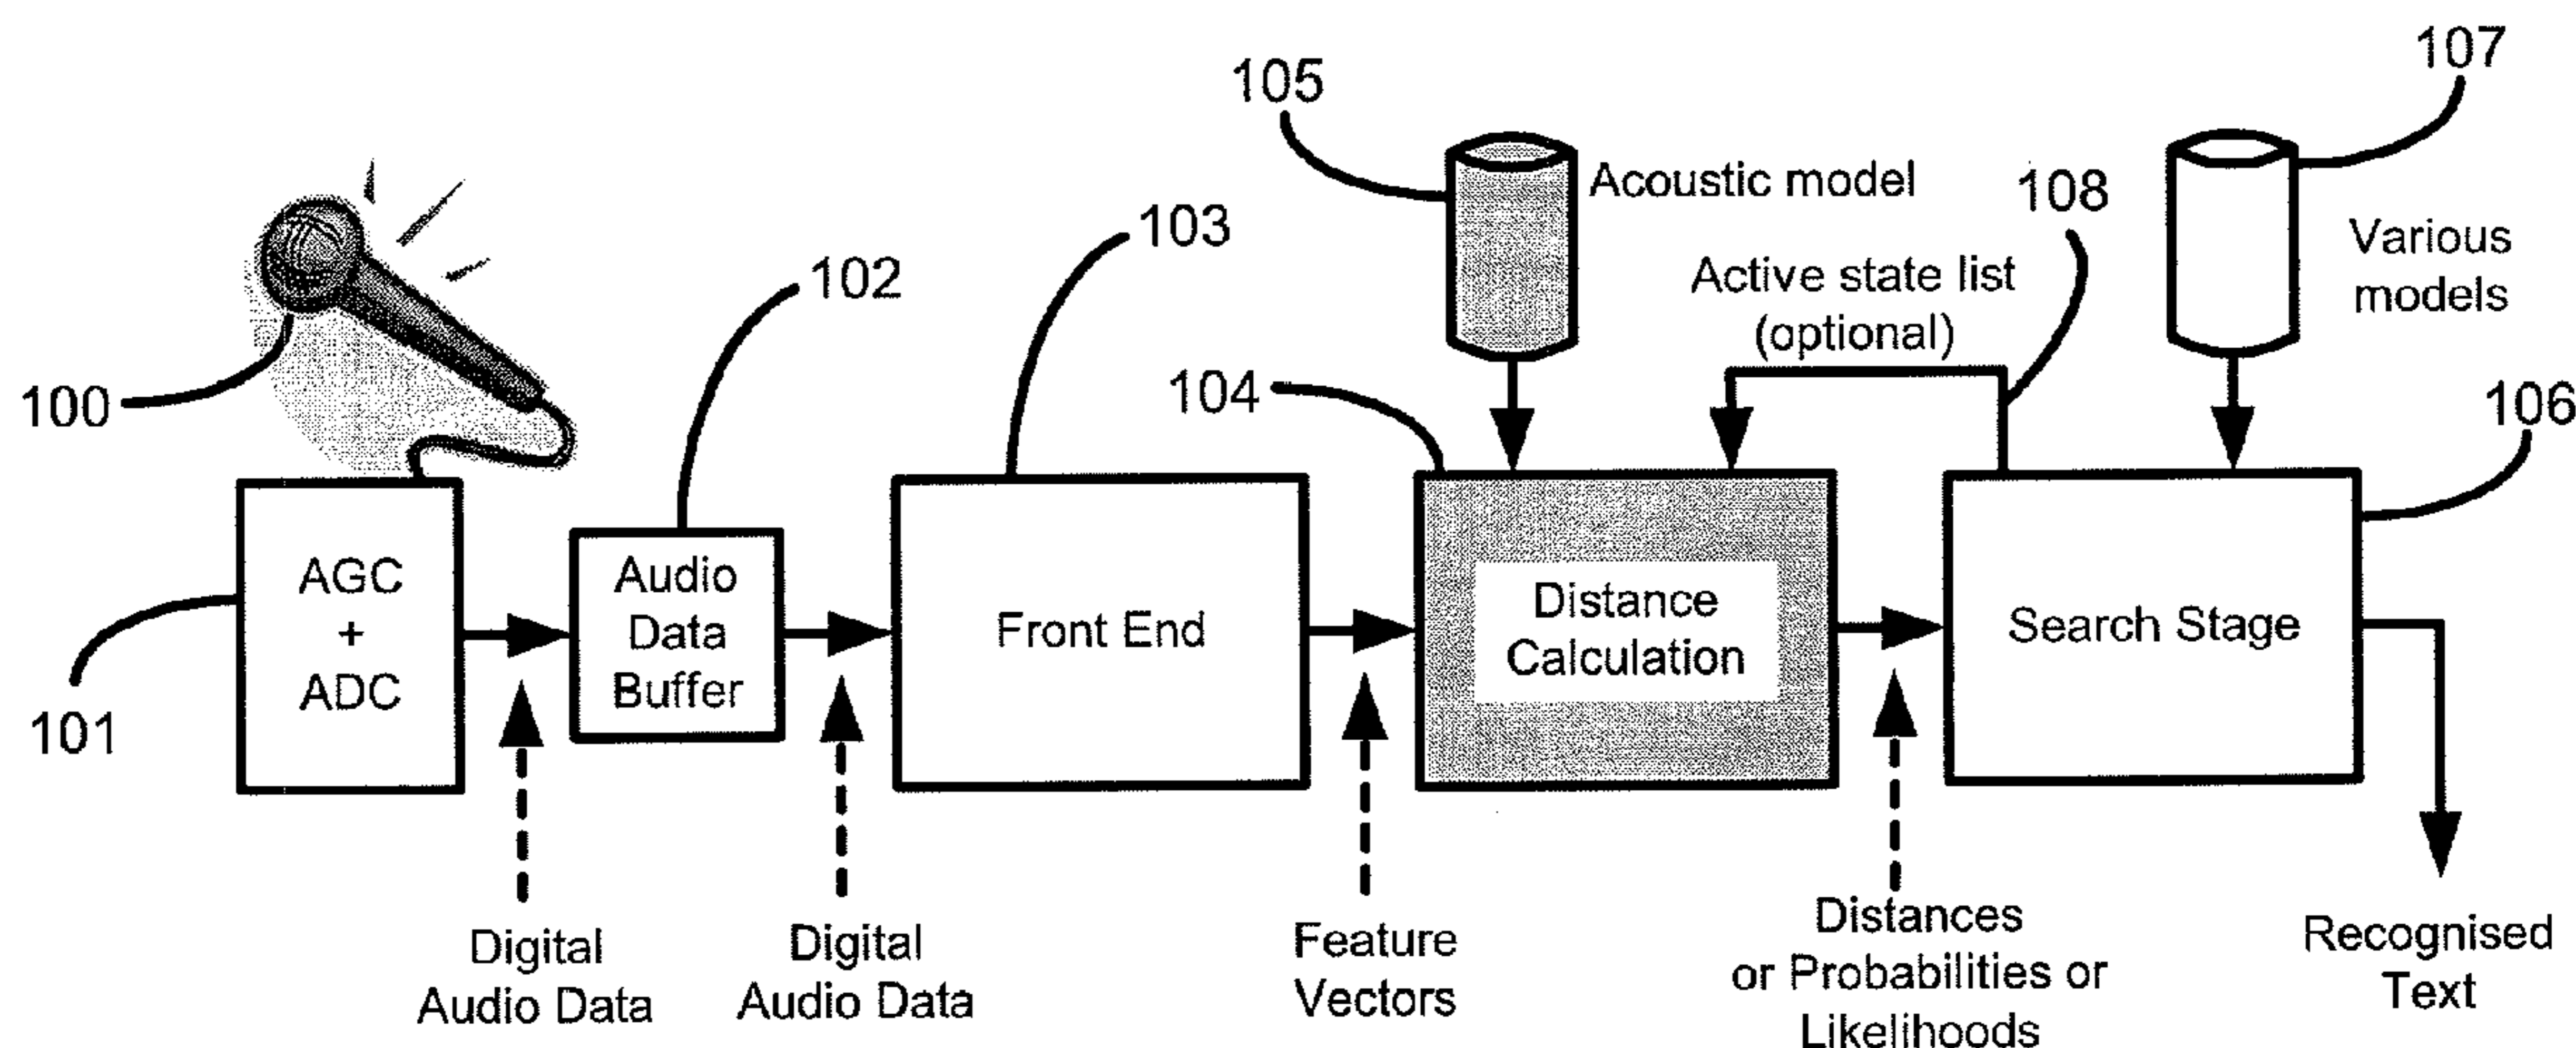 107
105
Acoustic model
108
103
Various
models
102
Active state list
(optional)
104
100
106
AGC
+
ADC
Audio
Data
Buffer
Front End
Distance
Calculation
Search Stage
101
Digital
Audio Data
Digital
Audio Data
Feature
Vectors
Distances
or Probabilities or
Likelihoods
Recognised
Text